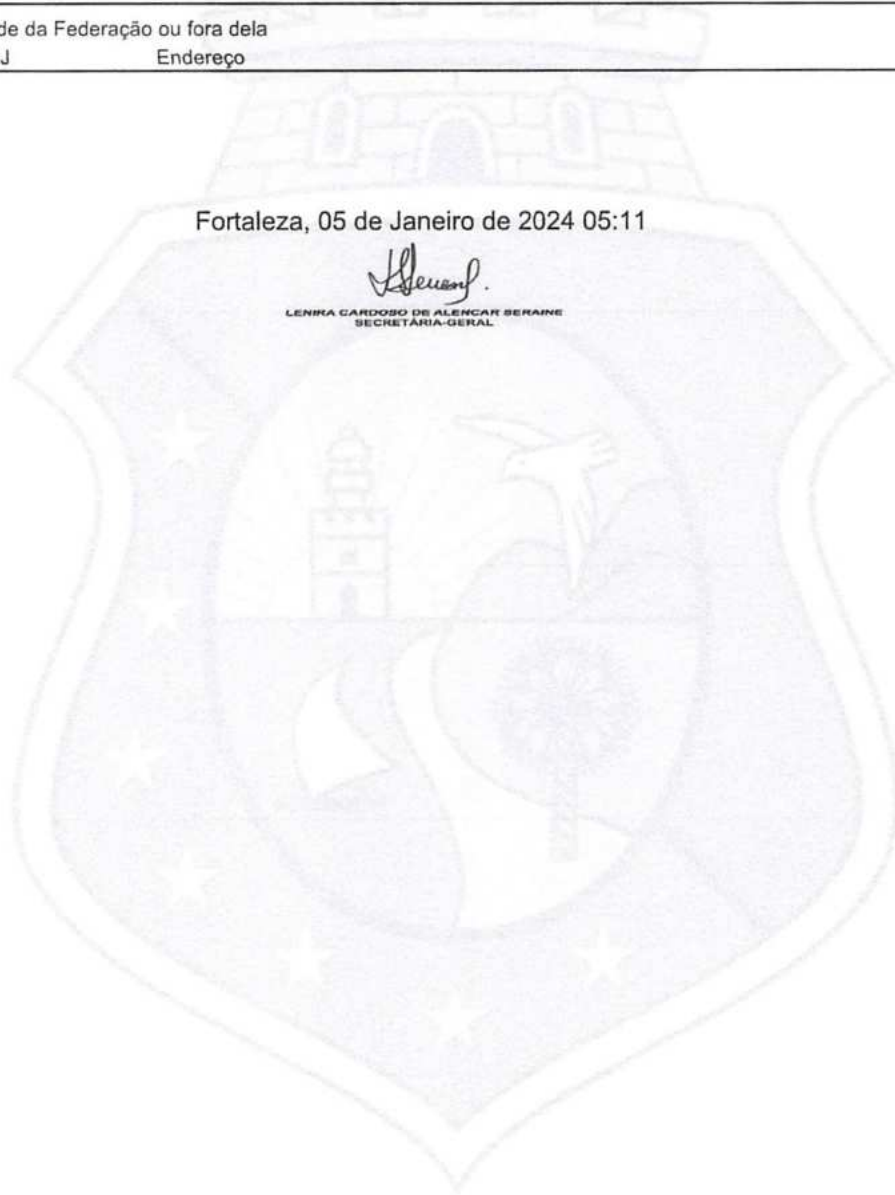 de da Federação ou fora dela
J Endereço
Fortaleza, 05 de Janeiro de 2024 05:11
LENIRA CARDOSO DE ALENCAR SERAINE
SECRETÁRIA-GERAL